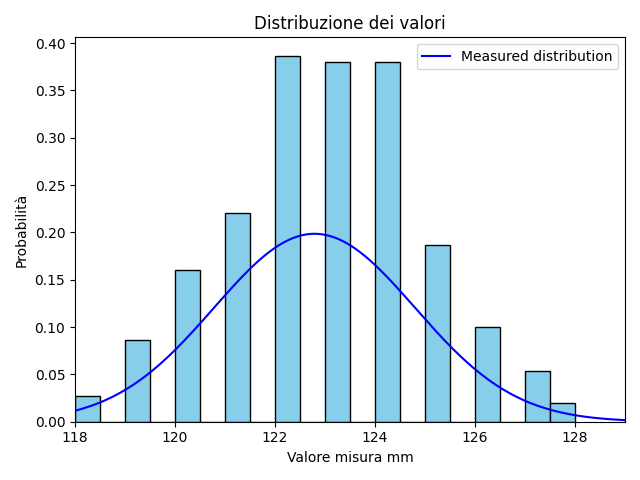 Distribuzione dei valori
Measured distribution
Probabilità
0.40
0.35
0.30
0.25
0.20
0.15
0.10
0.05
0.00
118 120 122 124 126 128
Valore misura mm